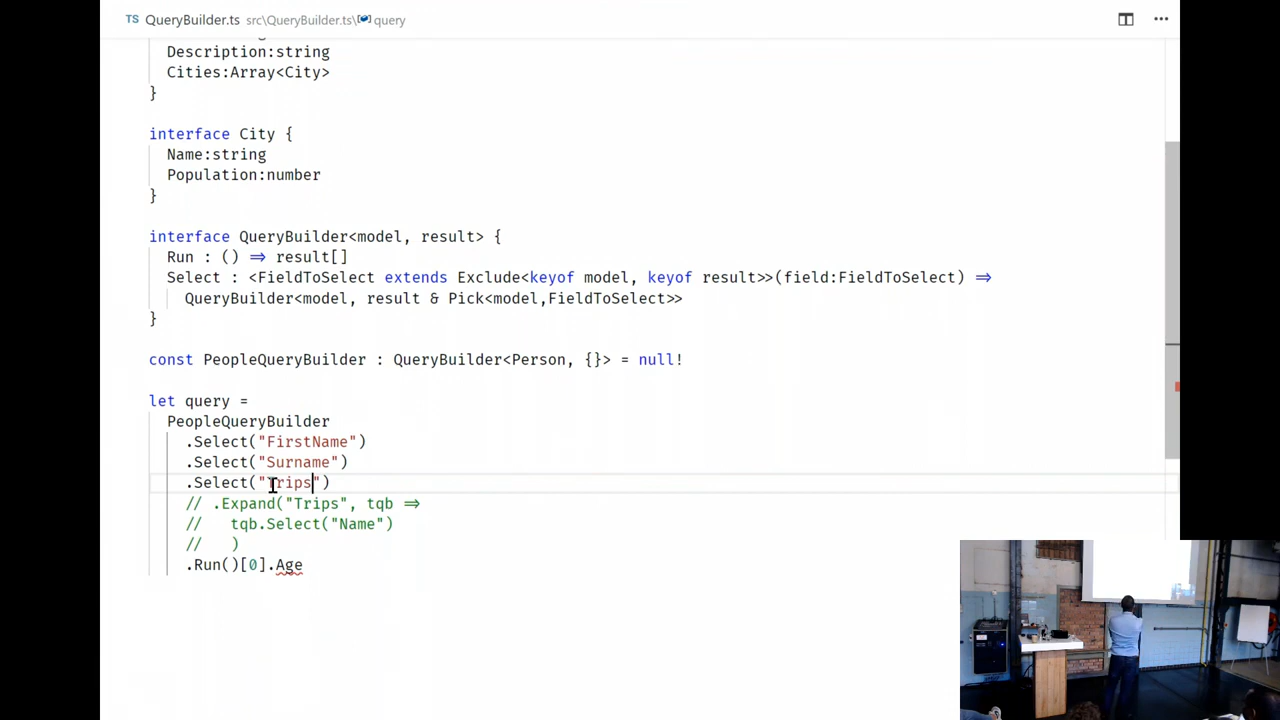 TS QueryBuilder.ts src\QueryBuilder.ts\ query
Description:string
Cities:Array<City>
}
interface City {
Name:string
Population:number
}
interface QueryBuilder<model, result> {
Run : () ⇒ result[]
Select : <FieldToSelect extends Exclude<keyof model, keyof result>>(field:FieldToSelect) ⇒
QueryBuilder<model, result & Pick<model,FieldToSelect>>
}
const PeopleQueryBuilder : QueryBuilder<Person, {}> = null!
let query =
PeopleQueryBuilder
.Select("FirstName")
.Select("Surname")
.Select("Trips")
// .Expand("Trips", tqb ⇒
// tqb.Select("Name")
// )
.Run()[0].Age